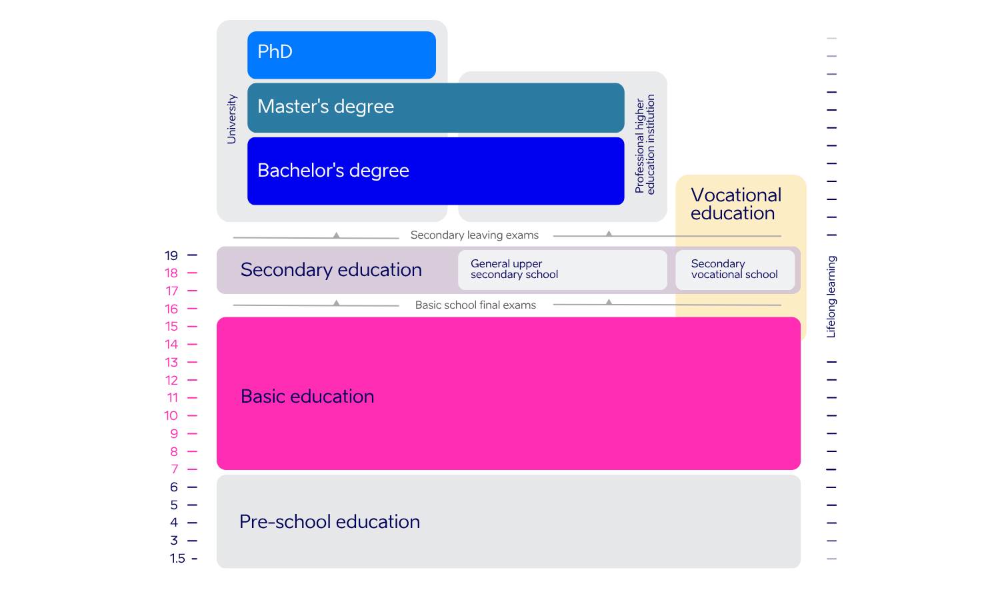 PhD
Master's degree
Bachelor's degree
University
Professional higher
education institution
Vocational
education
Secondary leaving exams
Secondary education
General upper
secondary school
Secondary
vocational school
Basic school final exams
Basic education
Pre-school education
19
18
17
16
15
14
13
12
11
10
9
8
7
6
5
4
3
1.5
Lifelong learning